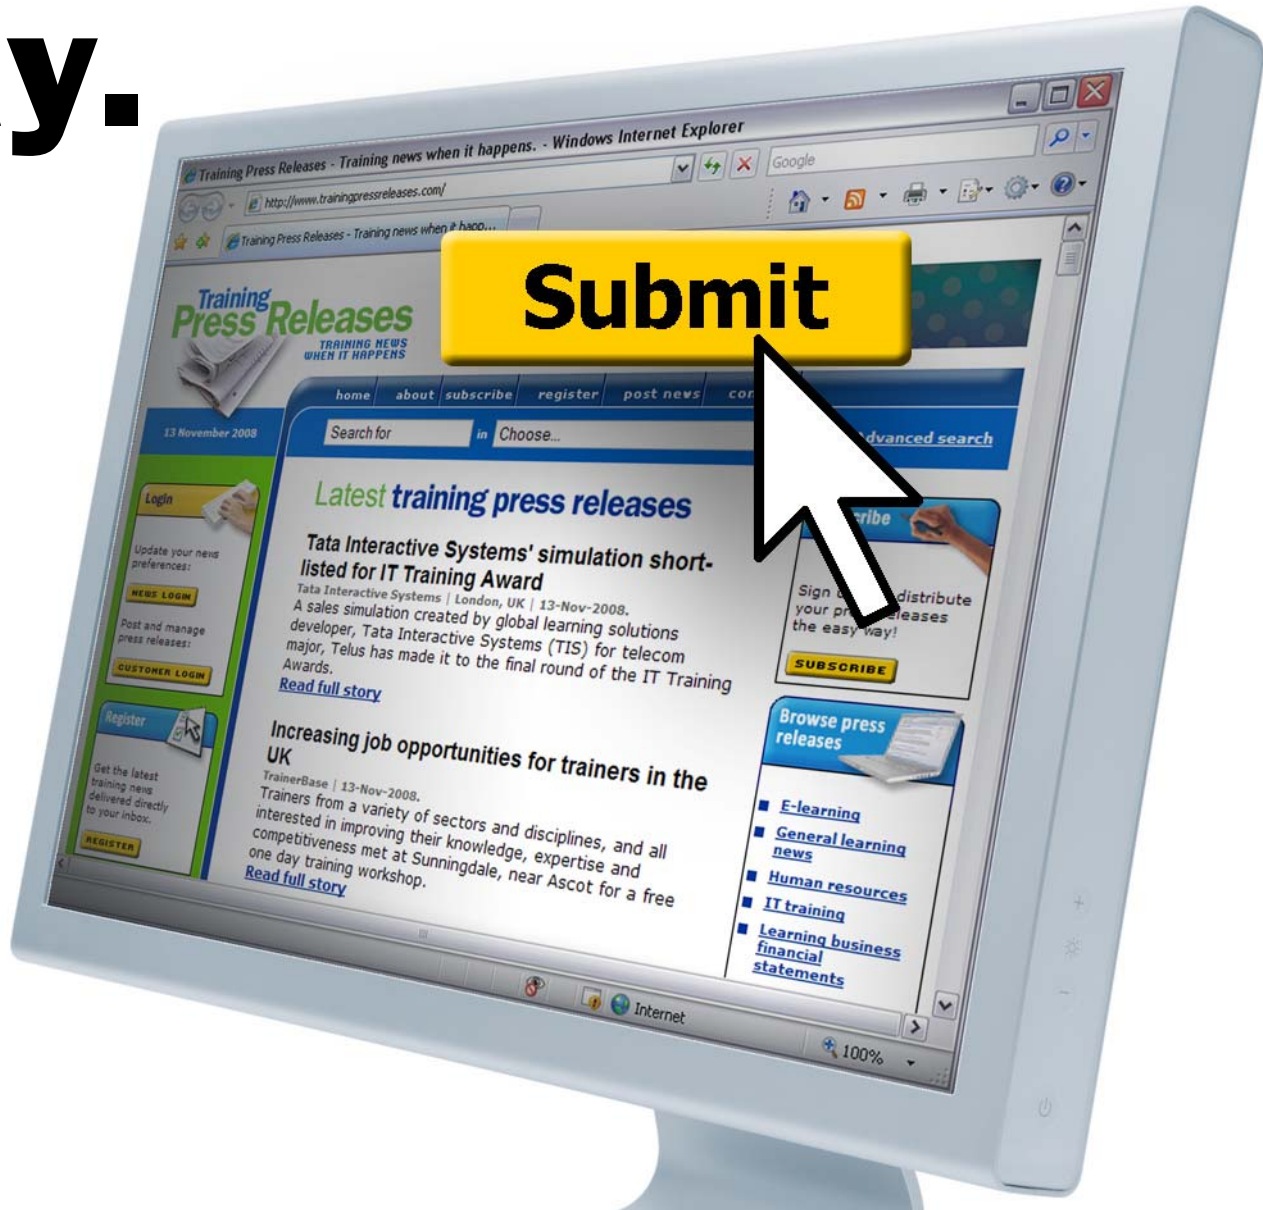 y.
Training Press Releases - Training news when it happens. - Windows Internet Explorer
http://www.trainingpressreleases.com/
Google
Training Press Releases - Training news when it happ...
Submit
Training
Press Releases
TRAINING NEWS
WHEN IT HAPPENS
home about subscribe register post news con
13 November 2008
Search for in Choose...
Advanced search
Login
Update your news
preferences:
NEWS LOGIN
Post and manage
press releases:
CUSTOMER LOGIN
Register
Get the latest
training news
delivered directly
to your inbox.
REGISTER
Latest training press releases
Tata Interactive Systems' simulation short-
listed for IT Training Award
Tata Interactive Systems | London, UK | 13-Nov-2008.
A sales simulation created by global learning solutions
developer, Tata Interactive Systems (TIS) for telecom
major, Telus has made it to the final round of the IT Training
Awards.
Read full story
Increasing job opportunities for trainers in the
UK
TrainerBase | 13-Nov-2008.
Trainers from a variety of sectors and disciplines, and all
interested in improving their knowledge, expertise and
competitiveness met at Sunningdale, near Ascot for a free
one day training workshop.
Read full story
cribe
Sign distribute
your pr eleases
the easy way!
SUBSCRIBE
Browse press
releases
E-learning
General learning
news
Human resources
IT training
Learning business
financial
statements
Internet
100%